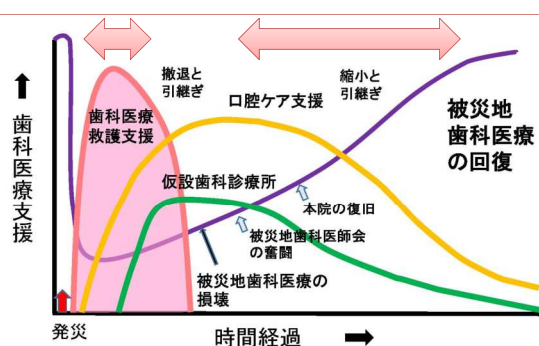 撤退と
引継ぎ
縮小と
引継ぎ
歯科医療
救護支援
口腔ケア支援
被災地
歯科医療
の回復
歯科医療支援
仮設歯科診療所
本院の復旧
被災地歯科医師会
の奮闘
被災地歯科医療の
損壊
発災
時間経過